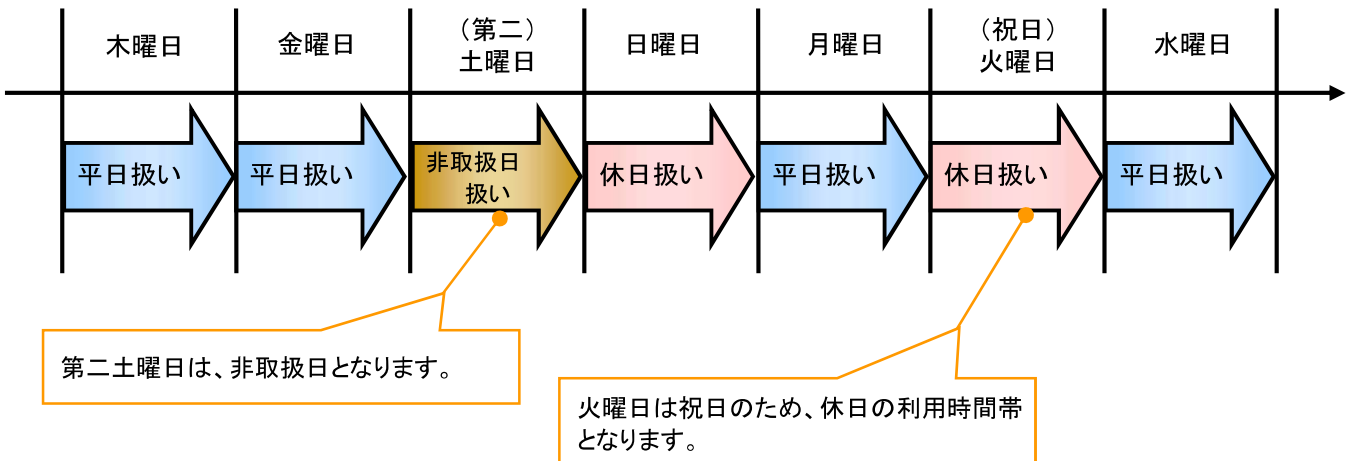 木曜日
金曜日
（第二）
土曜日
日曜日
月曜日
（祝日）
火曜日
水曜日
平日扱い
平日扱い
非取扱日
扱い
休日扱い
平日扱い
休日扱い
平日扱い
第二土曜日は、非取扱日となります。
火曜日は祝日のため、休日の利用時間帯
となります。